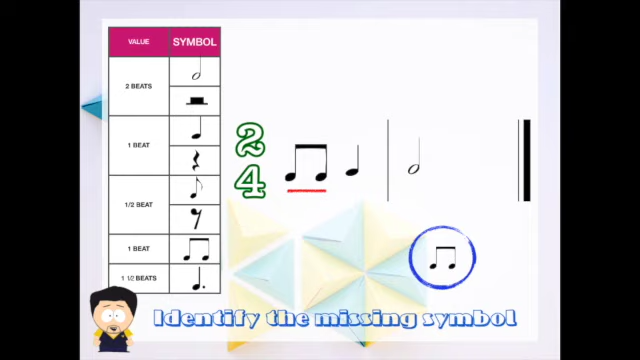 VALUE SYMBOL
2 BEATS
1 BEAT
1/2 BEAT
1 BEAT
1 1/2 BEATS
2
4
Identify the missing symbol